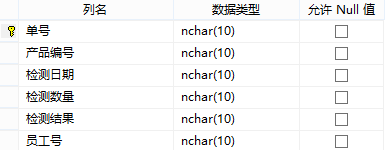 列名 数据类型 允许 Null 值
单号 nchar(10)
产品编号 nchar(10)
检测日期 nchar(10)
检测数量 nchar(10)
检测结果 nchar(10)
员工号 nchar(10)